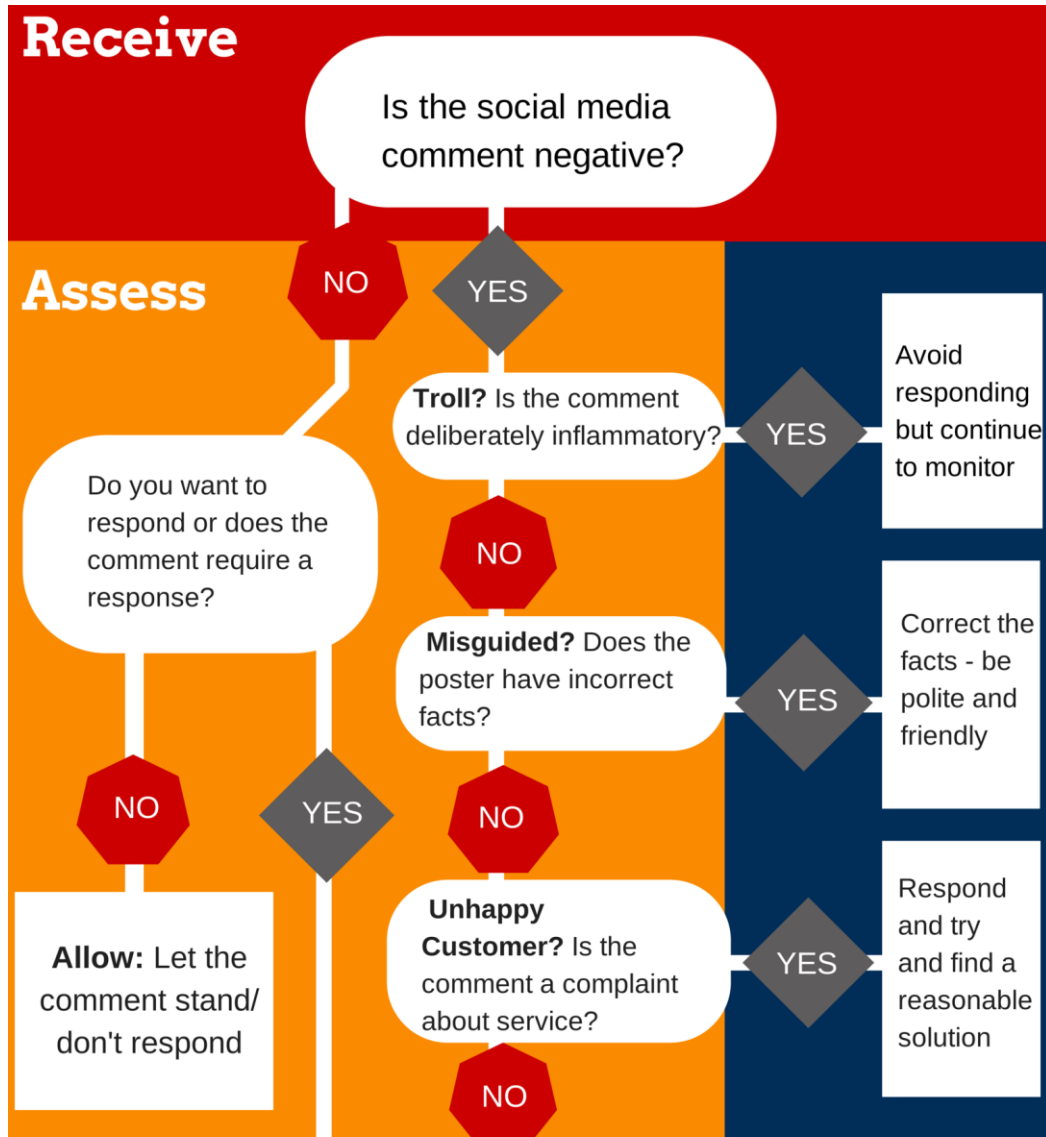 Receive
Is the social media
comment negative?
NO
YES
Assess
Troll? Is the comment
deliberately inflammatory?
YES
Avoid
responding
but continue
to monitor
Do you want to
respond or does the
comment require a
response?
NO
Misguided? Does the
poster have incorrect
facts?
YES
Correct the
facts - be
polite and
friendly
NO
YES
NO
Allow: Let the
comment stand/
don't respond
Unhappy
Customer? Is the
comment a complaint
about service?
YES
Respond
and try
and find a
reasonable
solution
NO